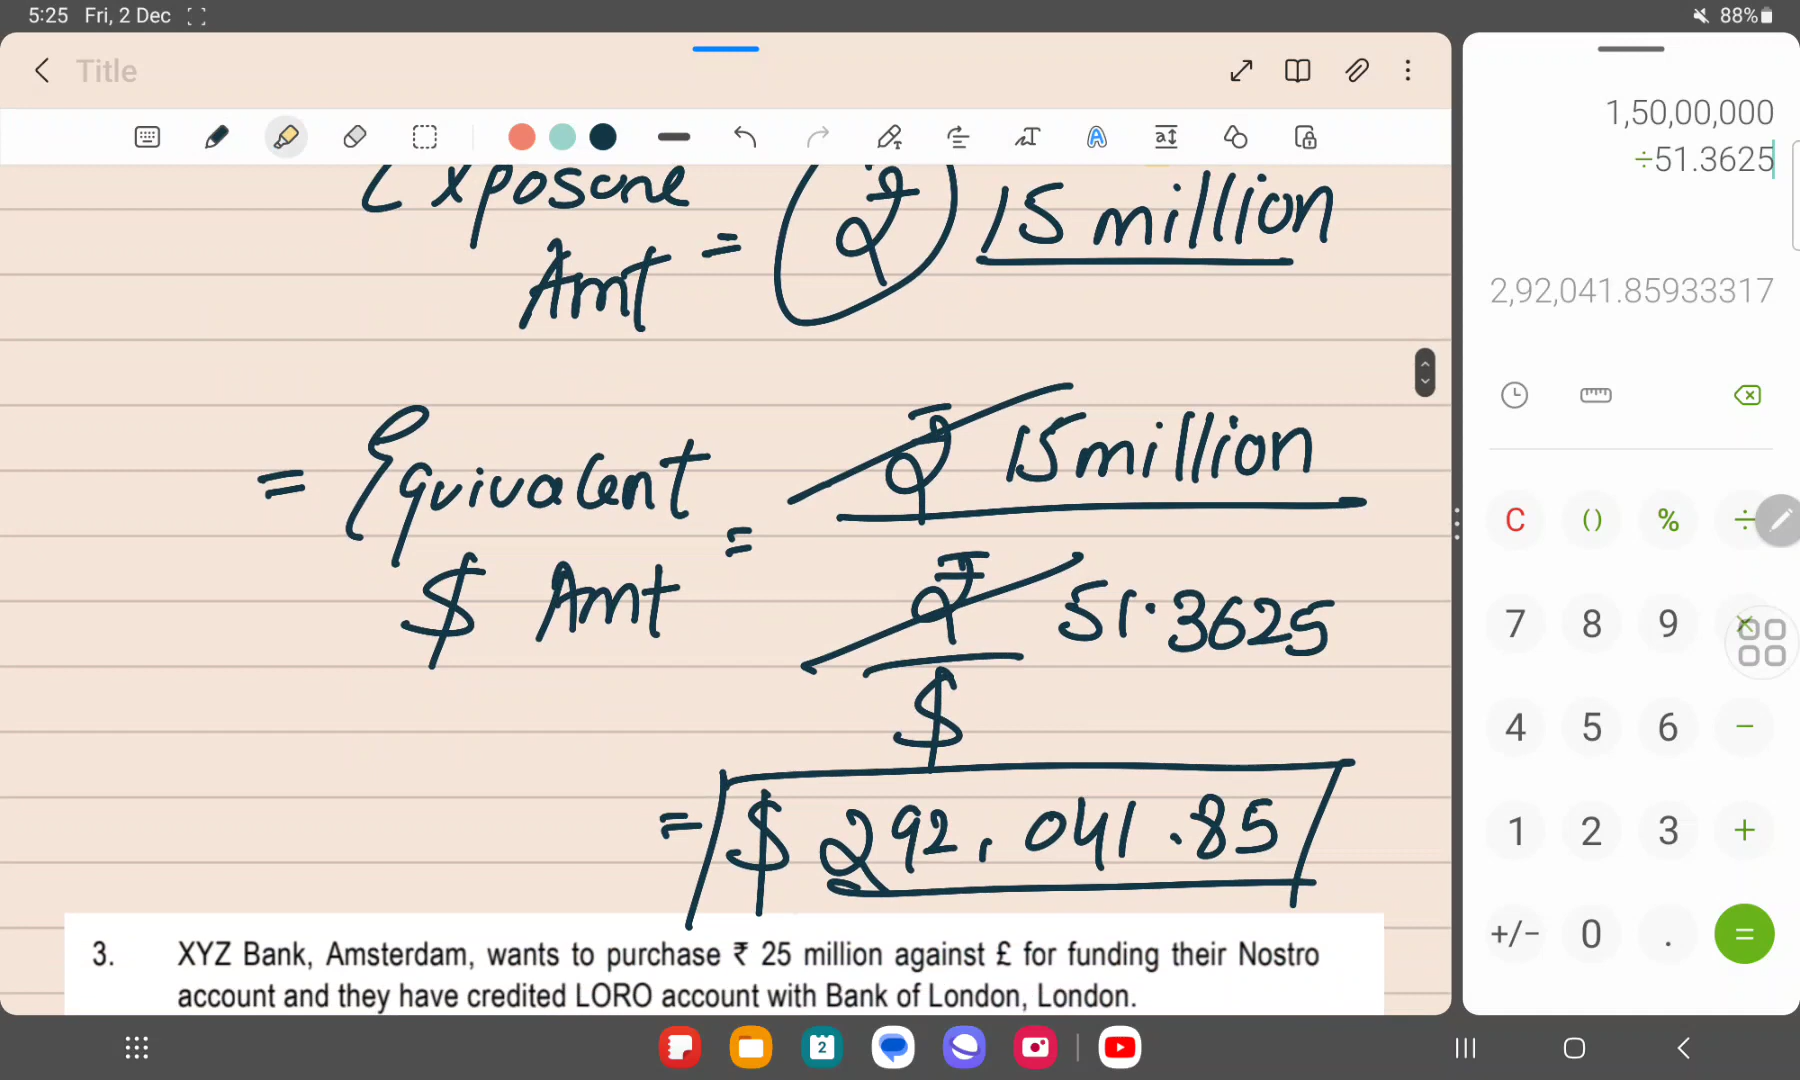 5:25 Fri, 2 Dec
88%
Title
Exposure
Amt = ₹ 15 million
= Equivalent
$ Amt = ₹ 15 million
₹ 51.3625
$
= $ 292,041.85
3. XYZ Bank, Amsterdam, wants to purchase ₹ 25 million against £ for funding their Nostro
account and they have credited LORO account with Bank of London, London.
1,50,00,000
÷51.3625
2,92,041.85933317
C () % ÷
7 8 9 ×
4 5 6 −
1 2 3 +
+/− 0 . =
2